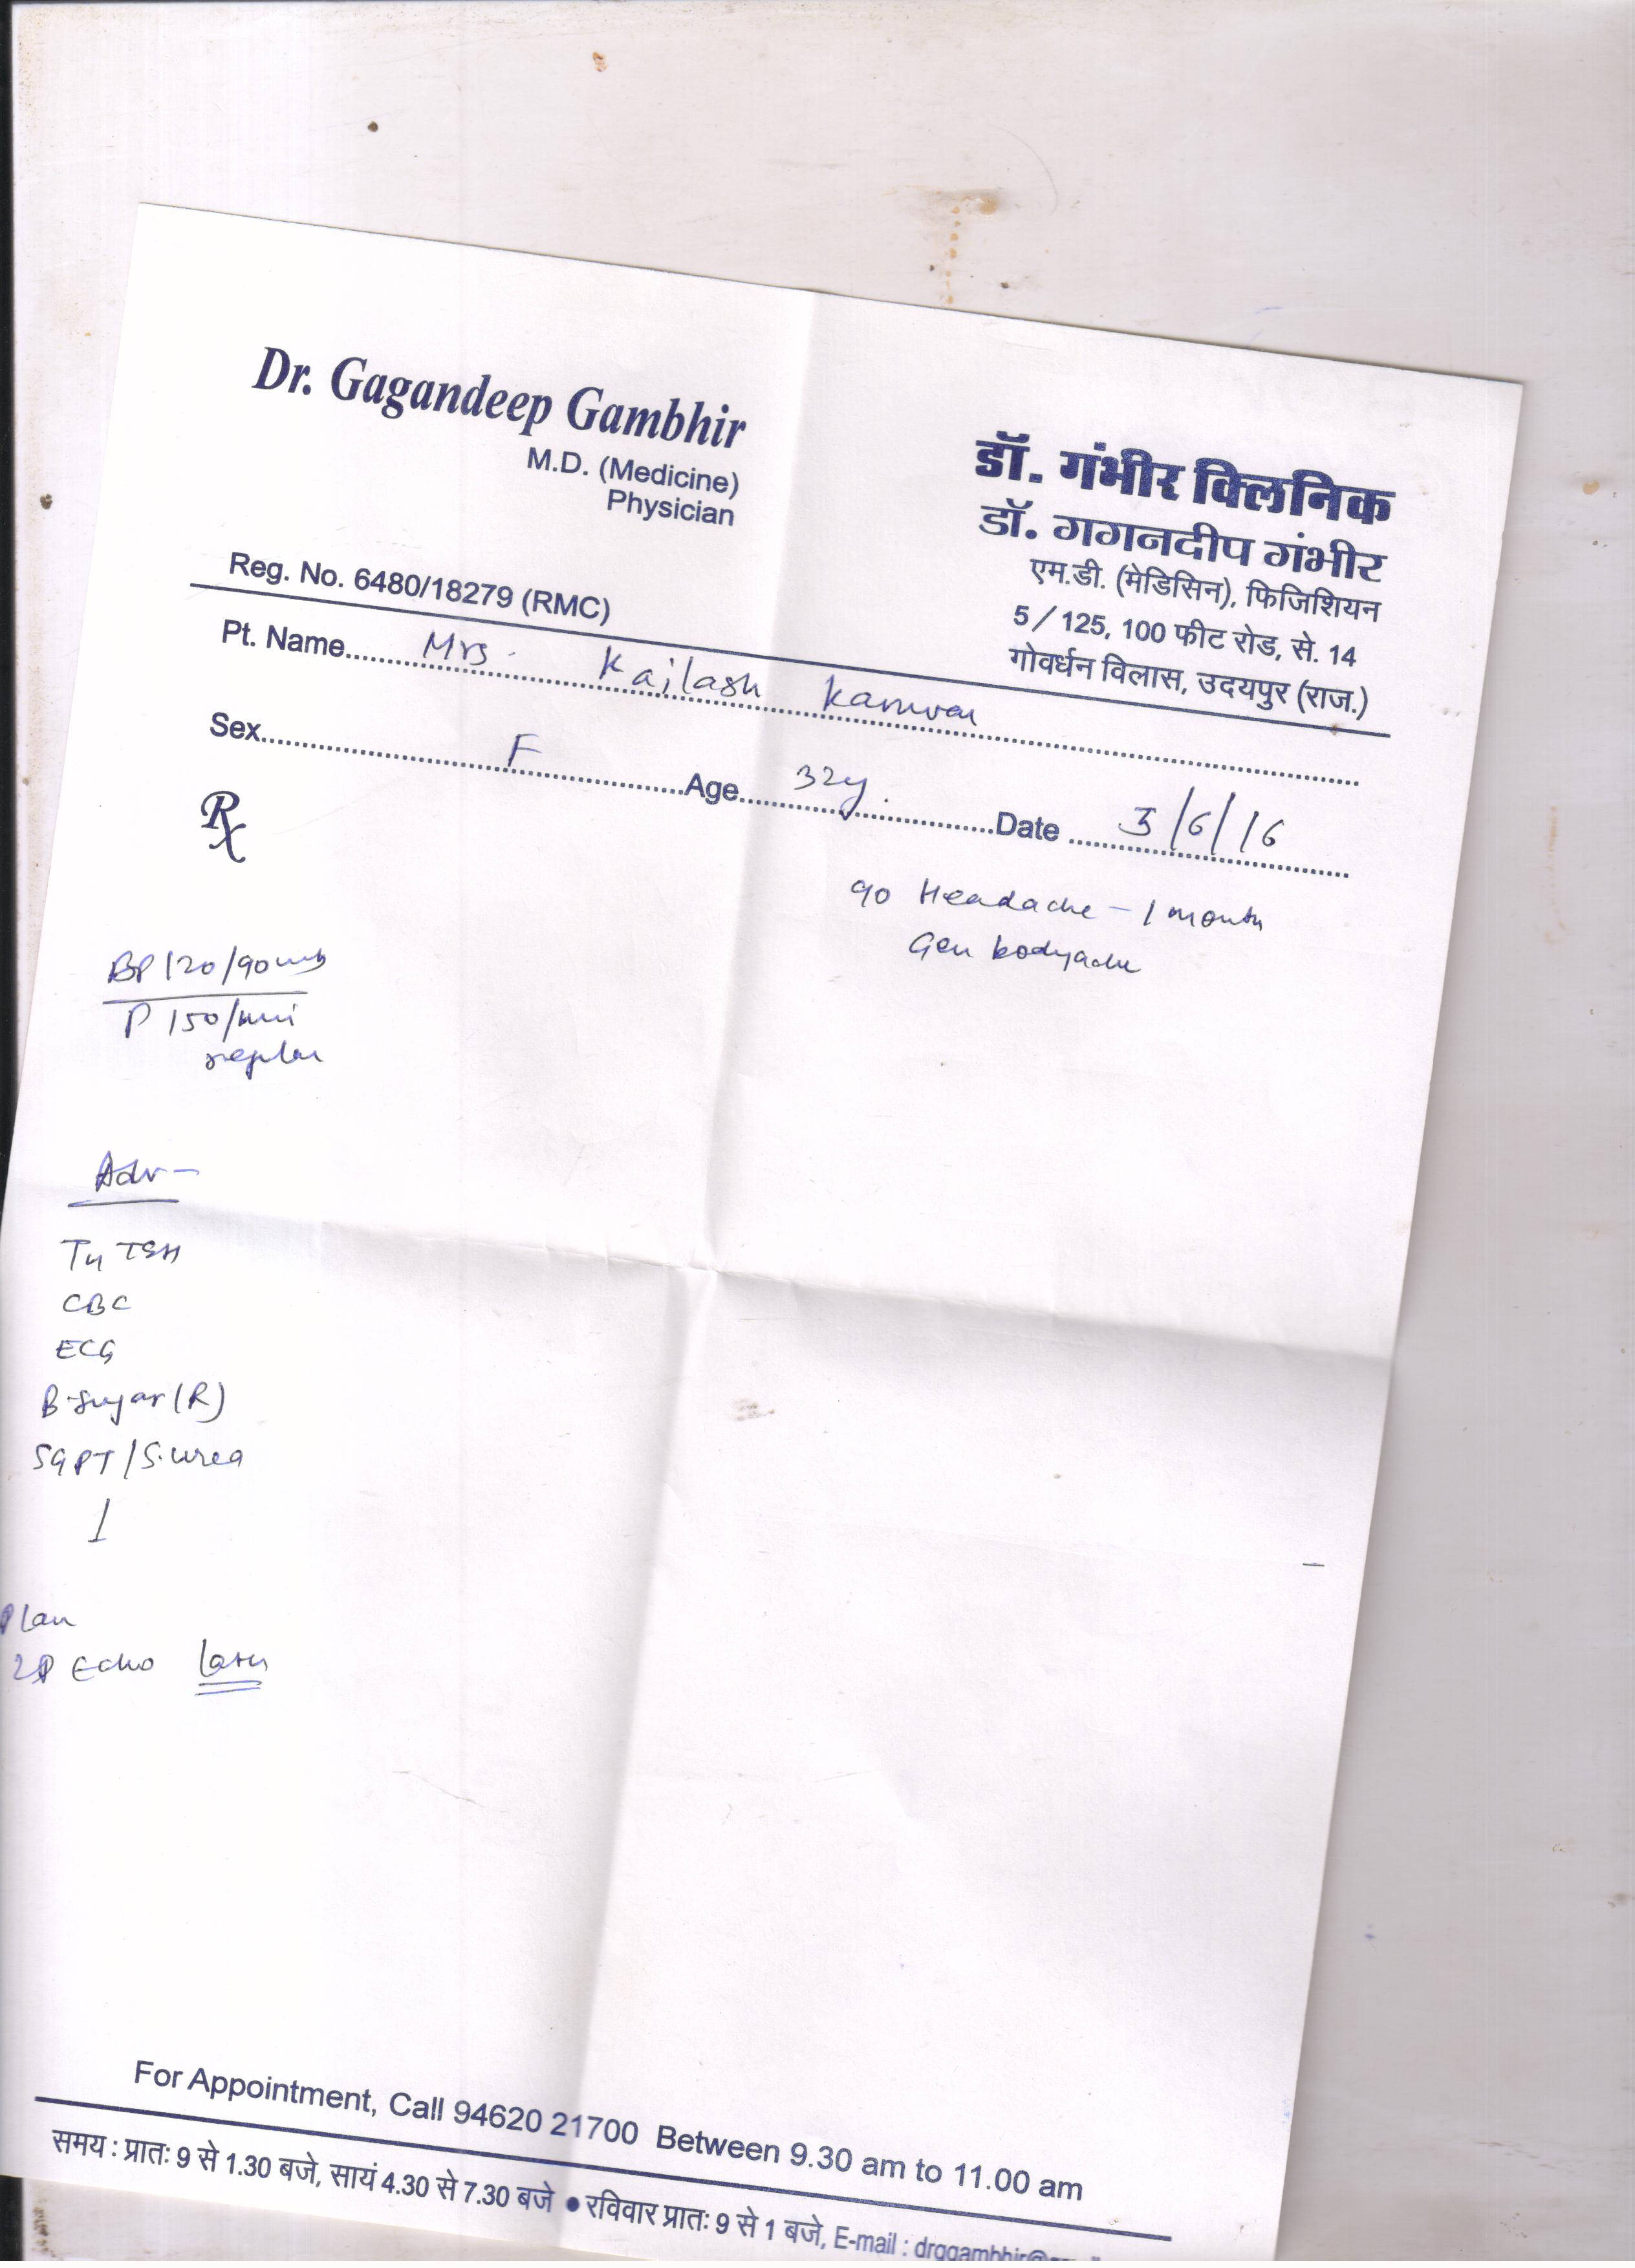 Dr. Gagandeep Gambhir
M.D. (Medicine)
Physician
Reg. No. 6480/18279 (RMC)
डॉ. गंभीर क्लिनिक
डॉ. गगनदीप गंभीर
एम.डी. (मेडिसिन), फिजिशियन
5 / 125, 100 फीट रोड, से. 14
गोवर्धन विलास, उदयपुर (राज.)
Pt. Name Mrs. Kailash Kanwar
Sex F Age 32y. Date 3/6/16
Rx
Headache - 1 month
Gen bodyache
BP 120/90
P 150/min
regular
Adv -
T4 TSH
CBC
ECG
B.sugar (R)
SGPT/S.urea
Plan
2D Echo later
For Appointment, Call 94620 21700 Between 9.30 am to 11.00 am
समय : प्रातः 9 से 1.30 बजे, सायं 4.30 से 7.30 बजे ● रविवार प्रातः 9 से 1 बजे, E-mail :